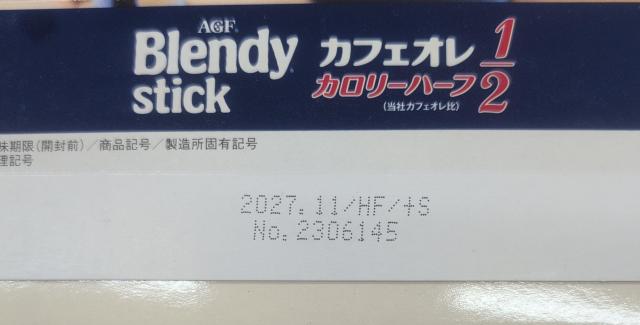 AGF®
Blendy®
stick
カフェオレ
カロリーハーフ
1/2
(当社カフェオレ比)
味期限(開封前)/商品記号/製造所固有記号
理記号
2027.11/HF/+S
No.2306145